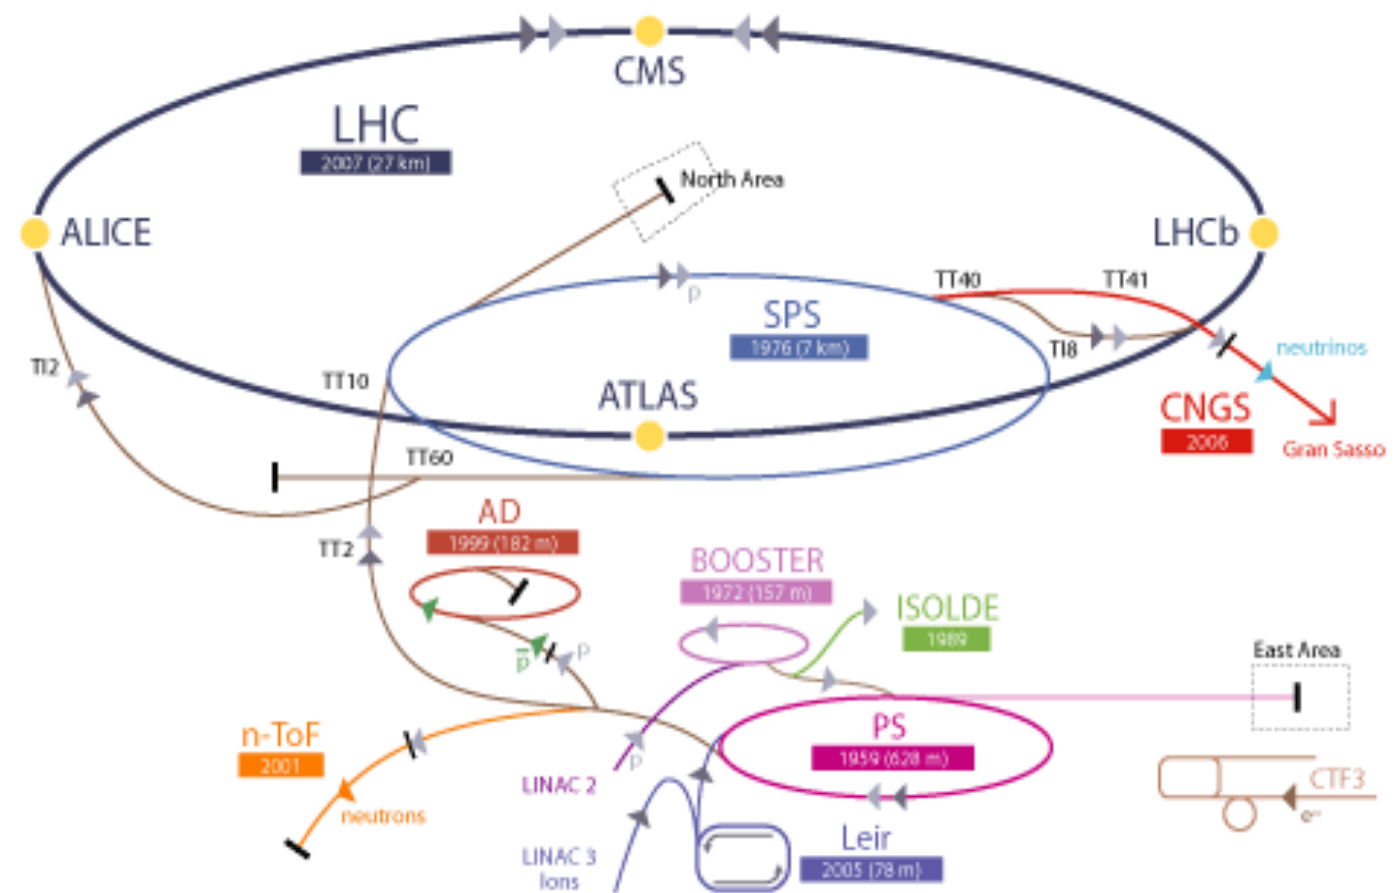 CMS
LHC
2007 (27 km)
North Area
ALICE
LHCb
TT40
TT41
p
SPS
1976 (7 km)
TI8
neutrinos
TI2
TT10
ATLAS
CNGS
2006
Gran Sasso
TT60
AD
1999 (182 m)
TT2
BOOSTER
1972 (157 m)
ISOLDE
1989
p
p̅
East Area
n-ToF
2001
PS
1959 (628 m)
p
LINAC 2
CTF3
e⁻
neutrons
Leir
2005 (78 m)
LINAC 3
Ions